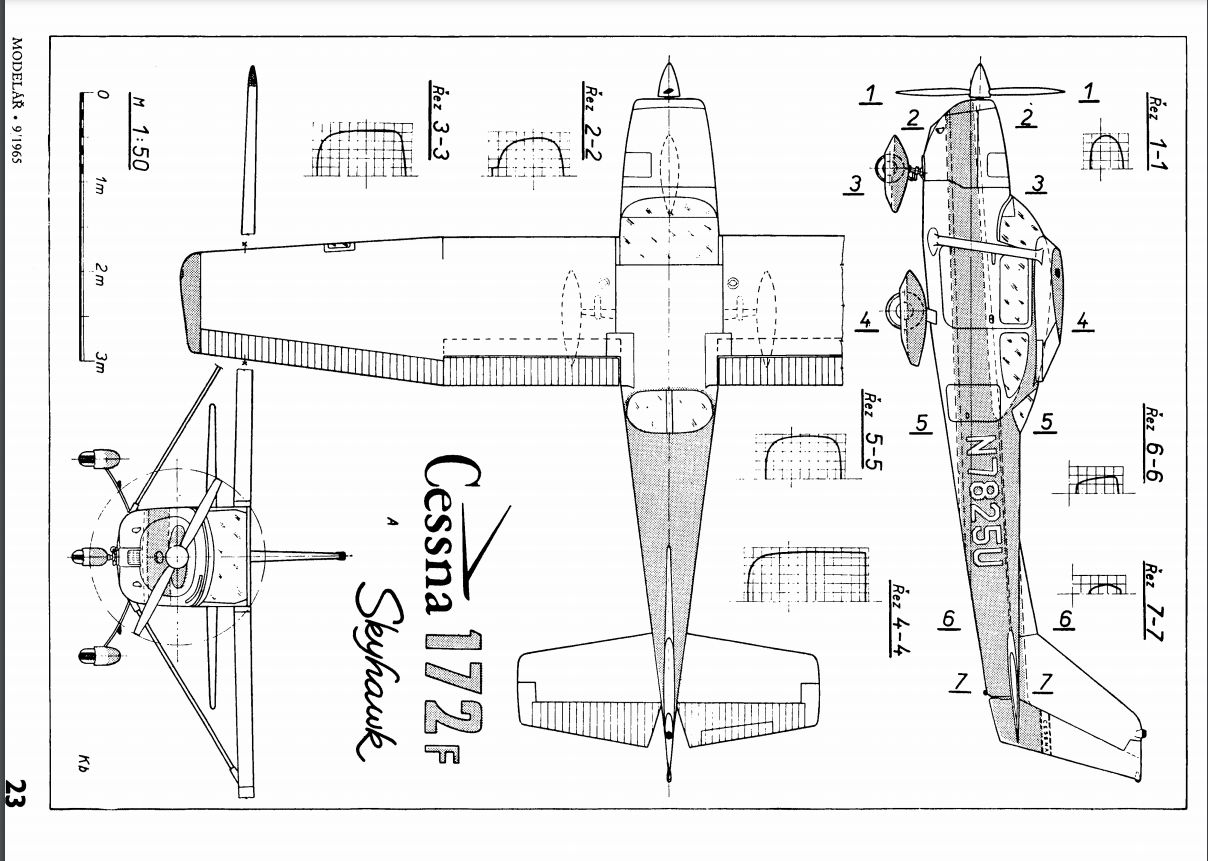 MODELÁŘ • 9/1965
M 1:50
0 1m 2m 3m
Řez 3-3
Řez 2-2
Řez 1-1
1 1
2 2
3 3
4 4
5 5
6 6
7 7
Řez 5-5
Řez 6-6
Řez 4-4
Řez 7-7
N7825U
CESSNA
Cessna 172F
A
Skyhawk
Kb
23